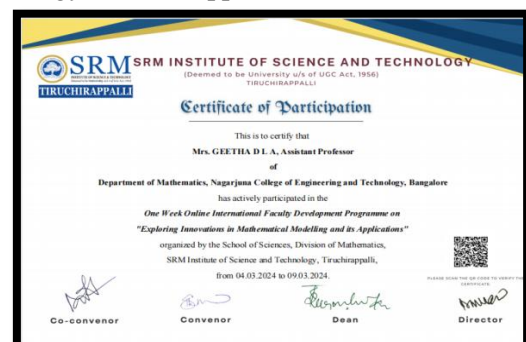 SRM
INSTITUTE OF SCIENCE & TECHNOLOGY
TIRUCHIRAPPALLI
SRM INSTITUTE OF SCIENCE AND TECHNOLOGY
(Deemed to be University u/s of UGC Act, 1956)
TIRUCHIRAPPALLI
Certificate of Participation
This is to certify that
Mrs. GEETHA D L A, Assistant Professor
of
Department of Mathematics, Nagarjuna College of Engineering and Technology, Bangalore
has actively participated in the
One Week Online International Faculty Development Programme on
"Exploring Innovations in Mathematical Modelling and its Applications"
organized by the School of Sciences, Division of Mathematics,
SRM Institute of Science and Technology, Tiruchirappalli,
from 04.03.2024 to 09.03.2024.
PLEASE SCAN THE QR CODE TO VERIFY THE
CERTIFICATE
Co-convenor
Convenor
Dean
Director